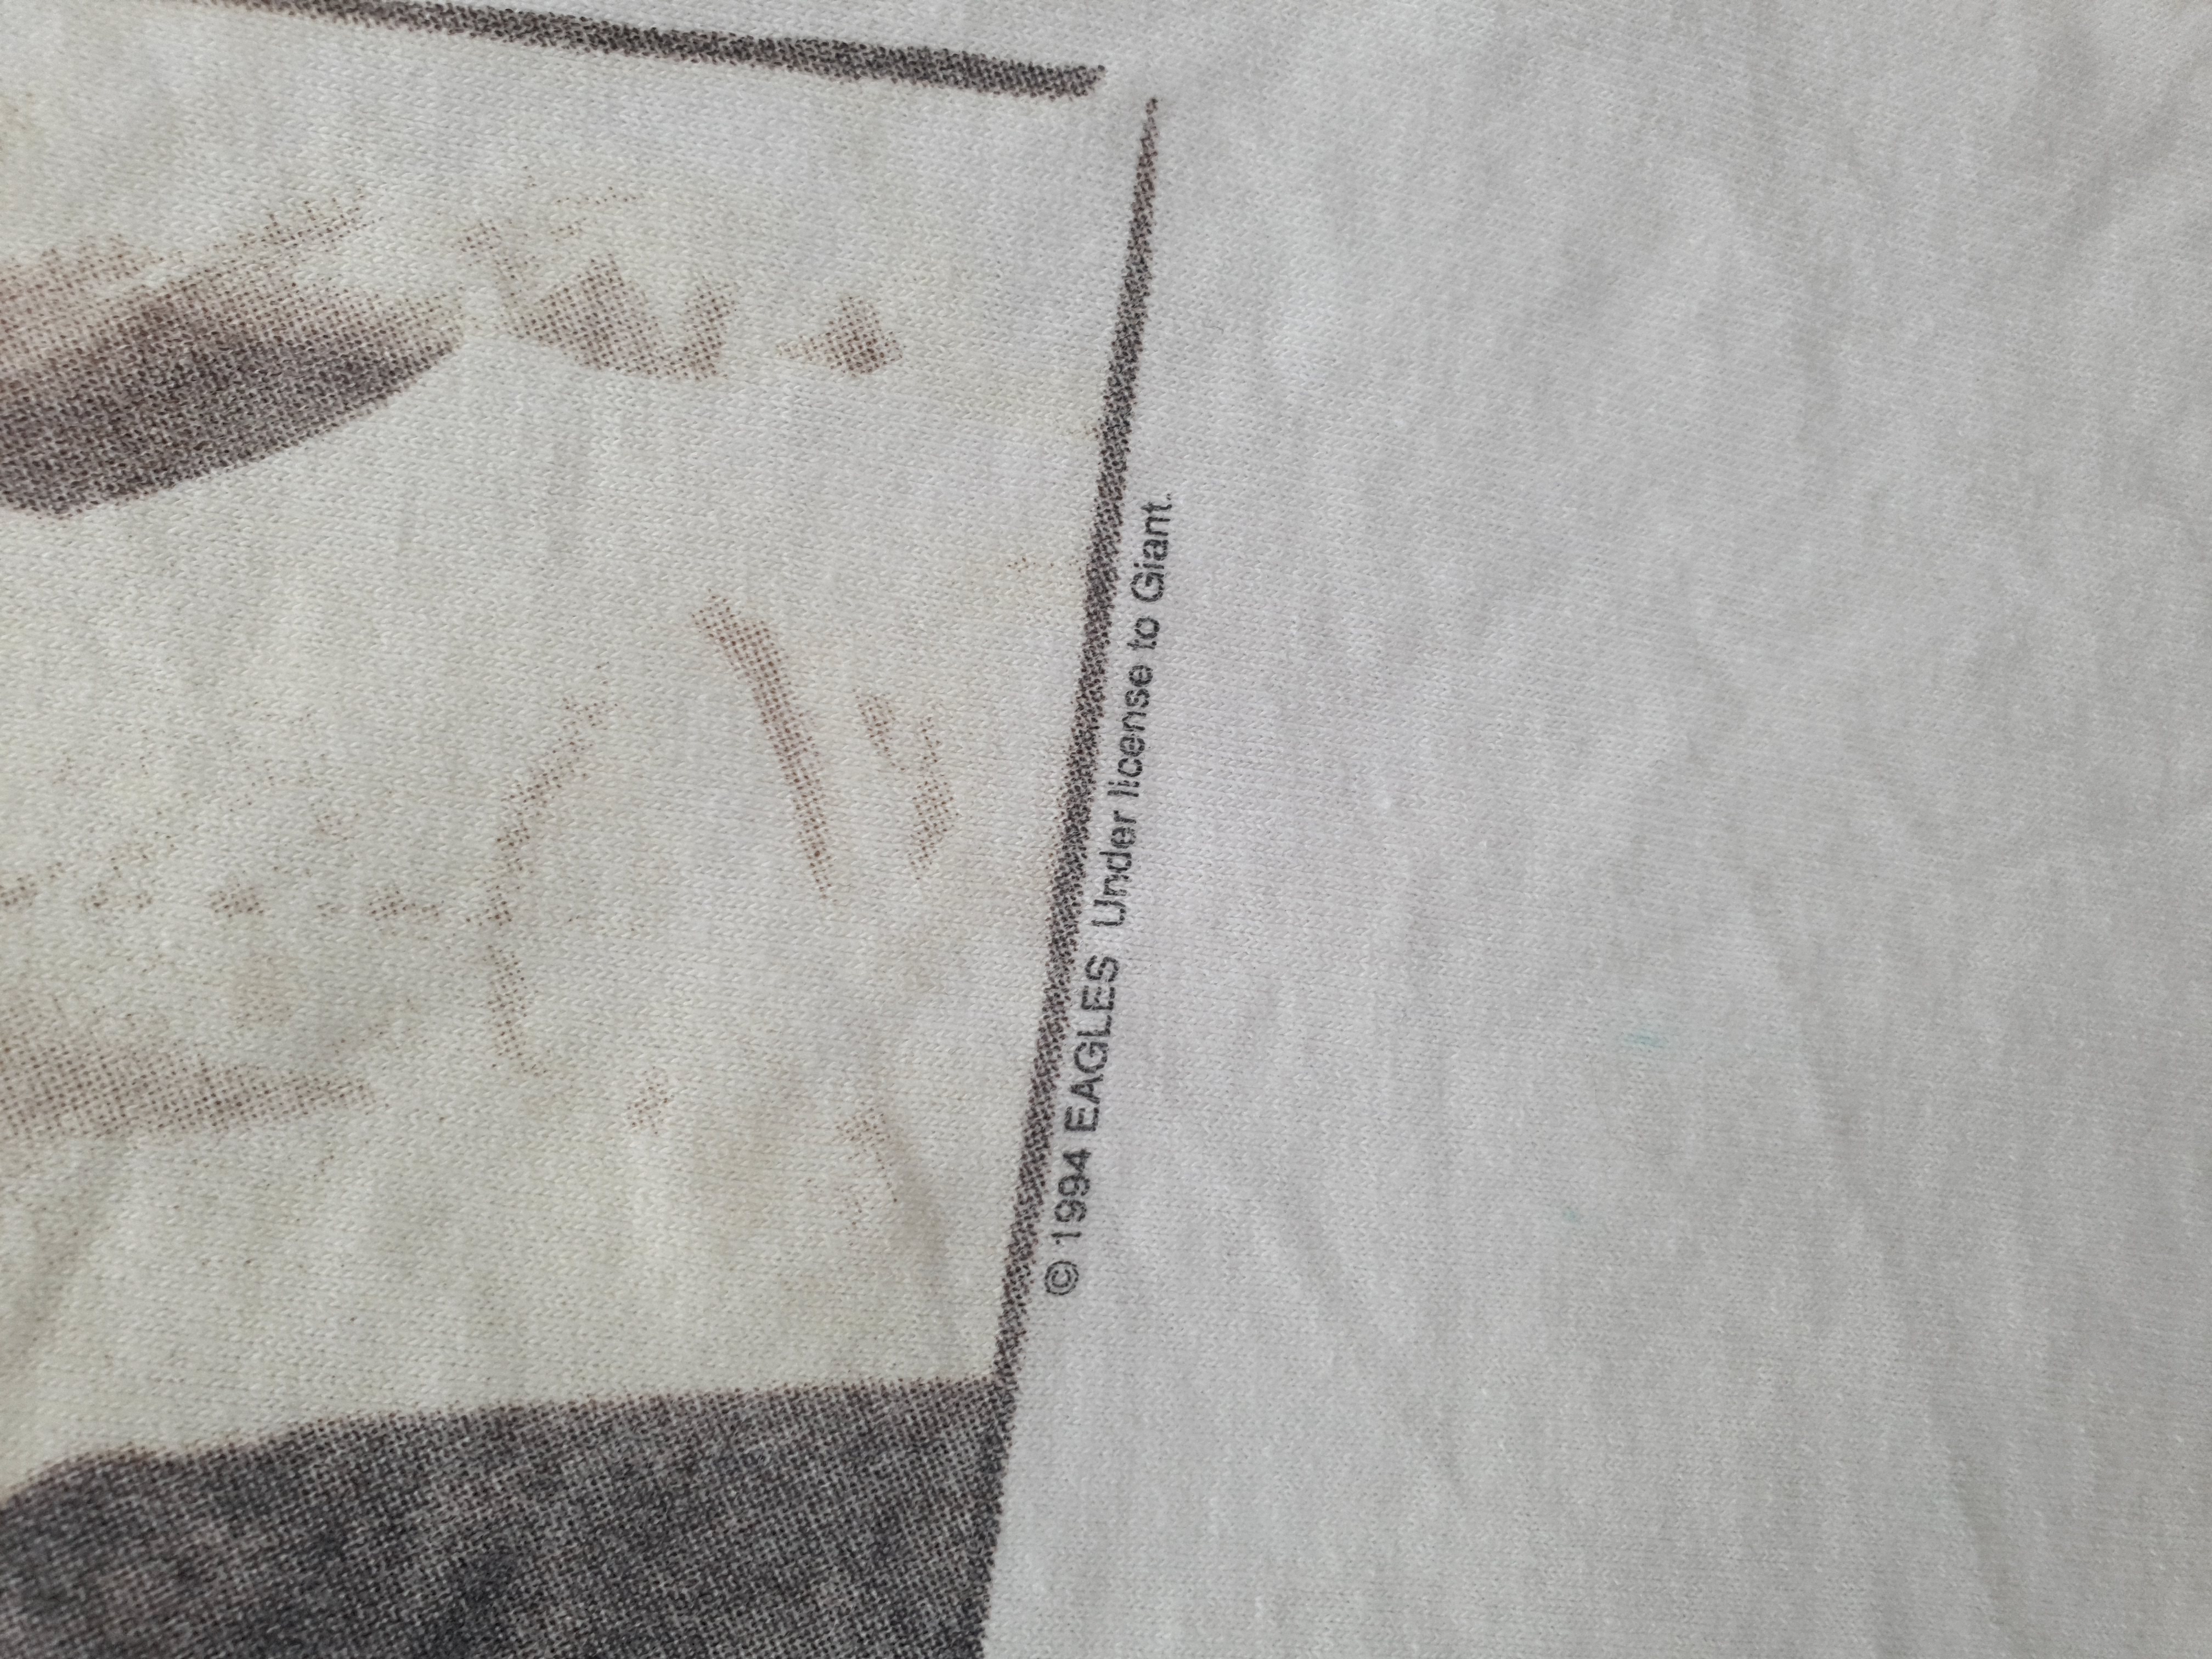 © 1994 EAGLES Under license to Giant.